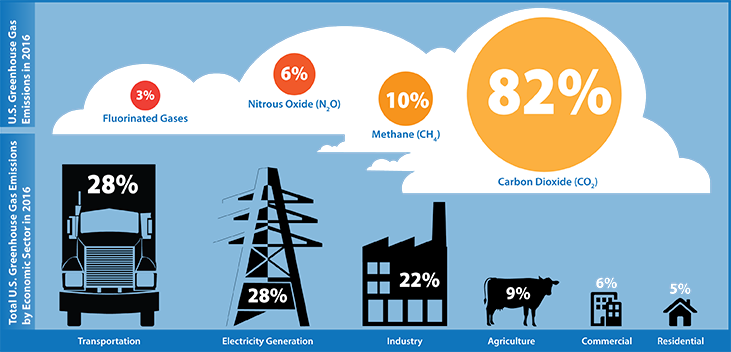 U.S. Greenhouse Gas
Emissions in 2016
3%
Fluorinated Gases
6%
Nitrous Oxide (N₂O)
10%
Methane (CH₄)
82%
Carbon Dioxide (CO₂)
Total U.S. Greenhouse Gas Emissions
by Economic Sector in 2016
28%
Transportation
28%
Electricity Generation
22%
Industry
9%
Agriculture
6%
Commercial
5%
Residential